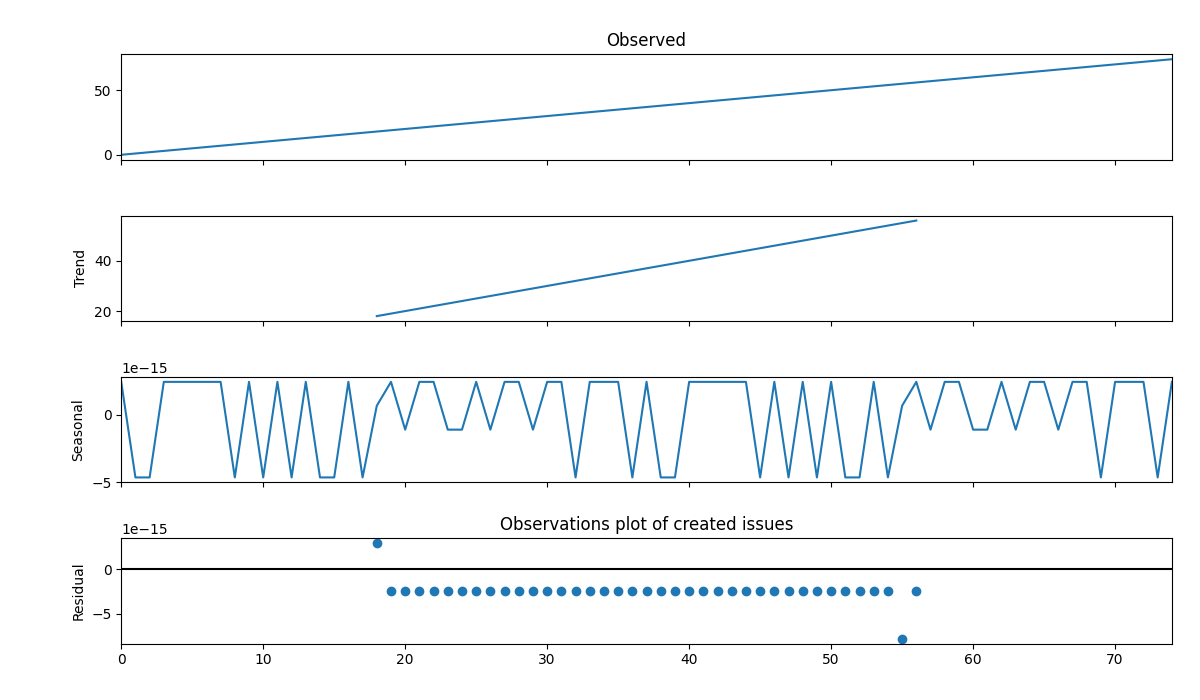 Observed
50
0
Trend
40
20
1e−15
Seasonal
0
−5
Observations plot of created issues
1e−15
Residual
0
−5
0 10 20 30 40 50 60 70